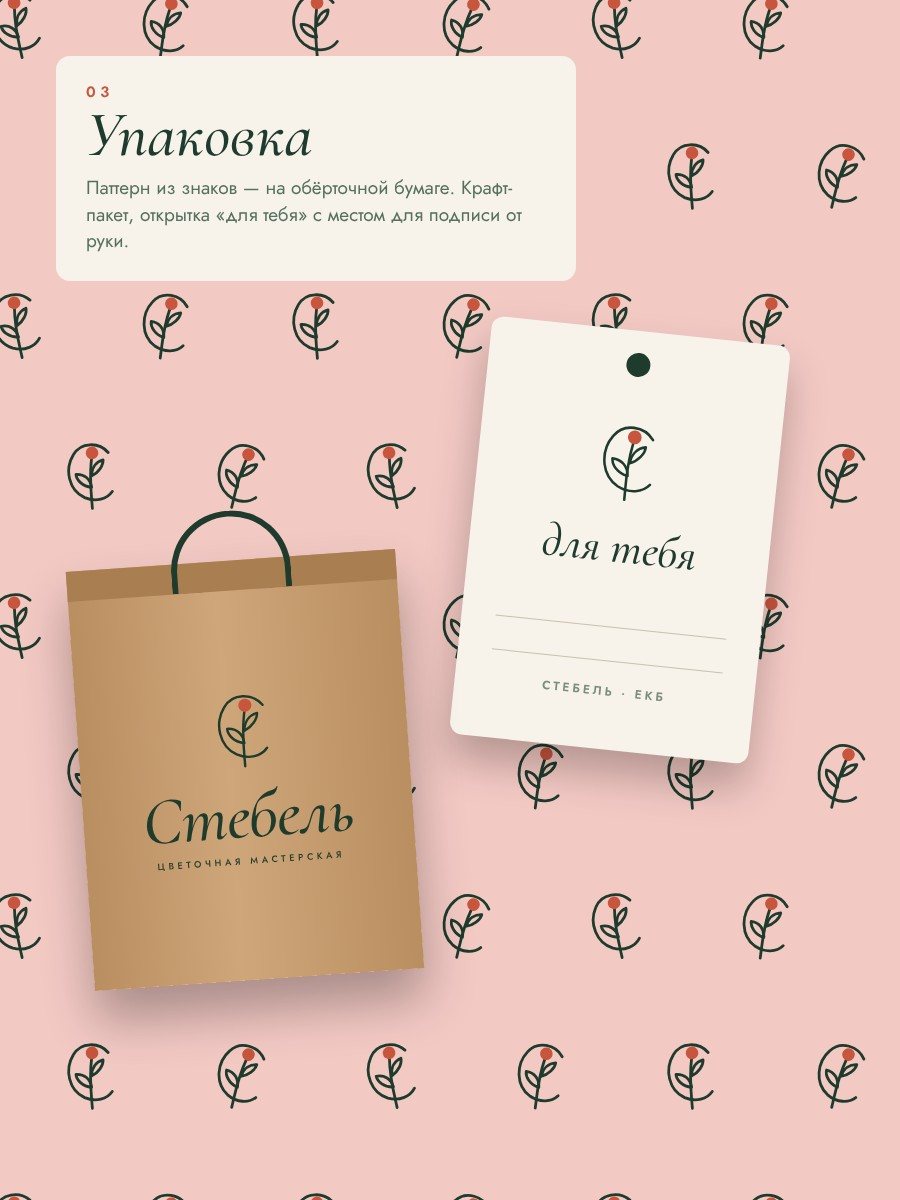 03
Упаковка
Паттерн из знаков — на обёрточной бумаге. Крафт-
пакет, открытка «для тебя» с местом для подписи от
руки.
для тебя
СТЕБЕЛЬ · ЕКБ
Стебель
ЦВЕТОЧНАЯ МАСТЕРСКАЯ